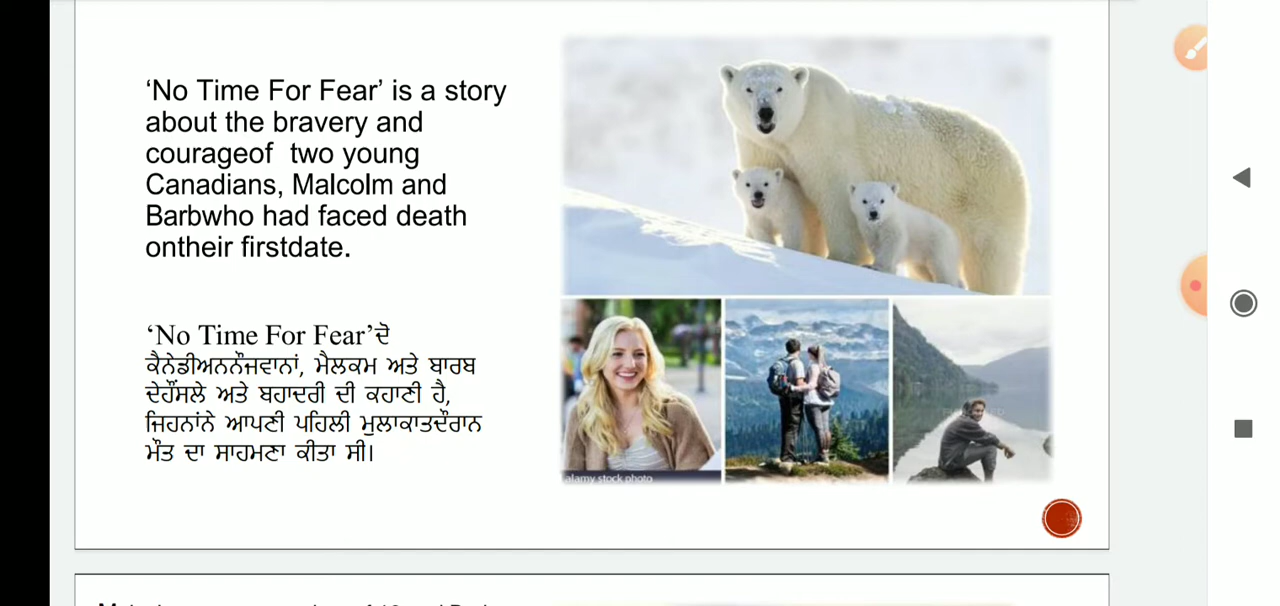 ‘No Time For Fear’ is a story
about the bravery and
courageof two young
Canadians, Malcolm and
Barbwho had faced death
ontheir firstdate.
‘No Time For Fear’ਦੋ
ਕੈਨੇਡੀਅਨਨੌਜਵਾਨਾਂ, ਮੈਲਕਮ ਅਤੇ ਬਾਰਬ
ਦੇਹੌਂਸਲੇ ਅਤੇ ਬਹਾਦਰੀ ਦੀ ਕਹਾਣੀ ਹੈ,
ਜਿਹਨਾਂਨੇ ਆਪਣੀ ਪਹਿਲੀ ਮੁਲਾਕਾਤਦੌਰਾਨ
ਮੌਤ ਦਾ ਸਾਹਮਣਾ ਕੀਤਾ ਸੀ।
alamy stock photo